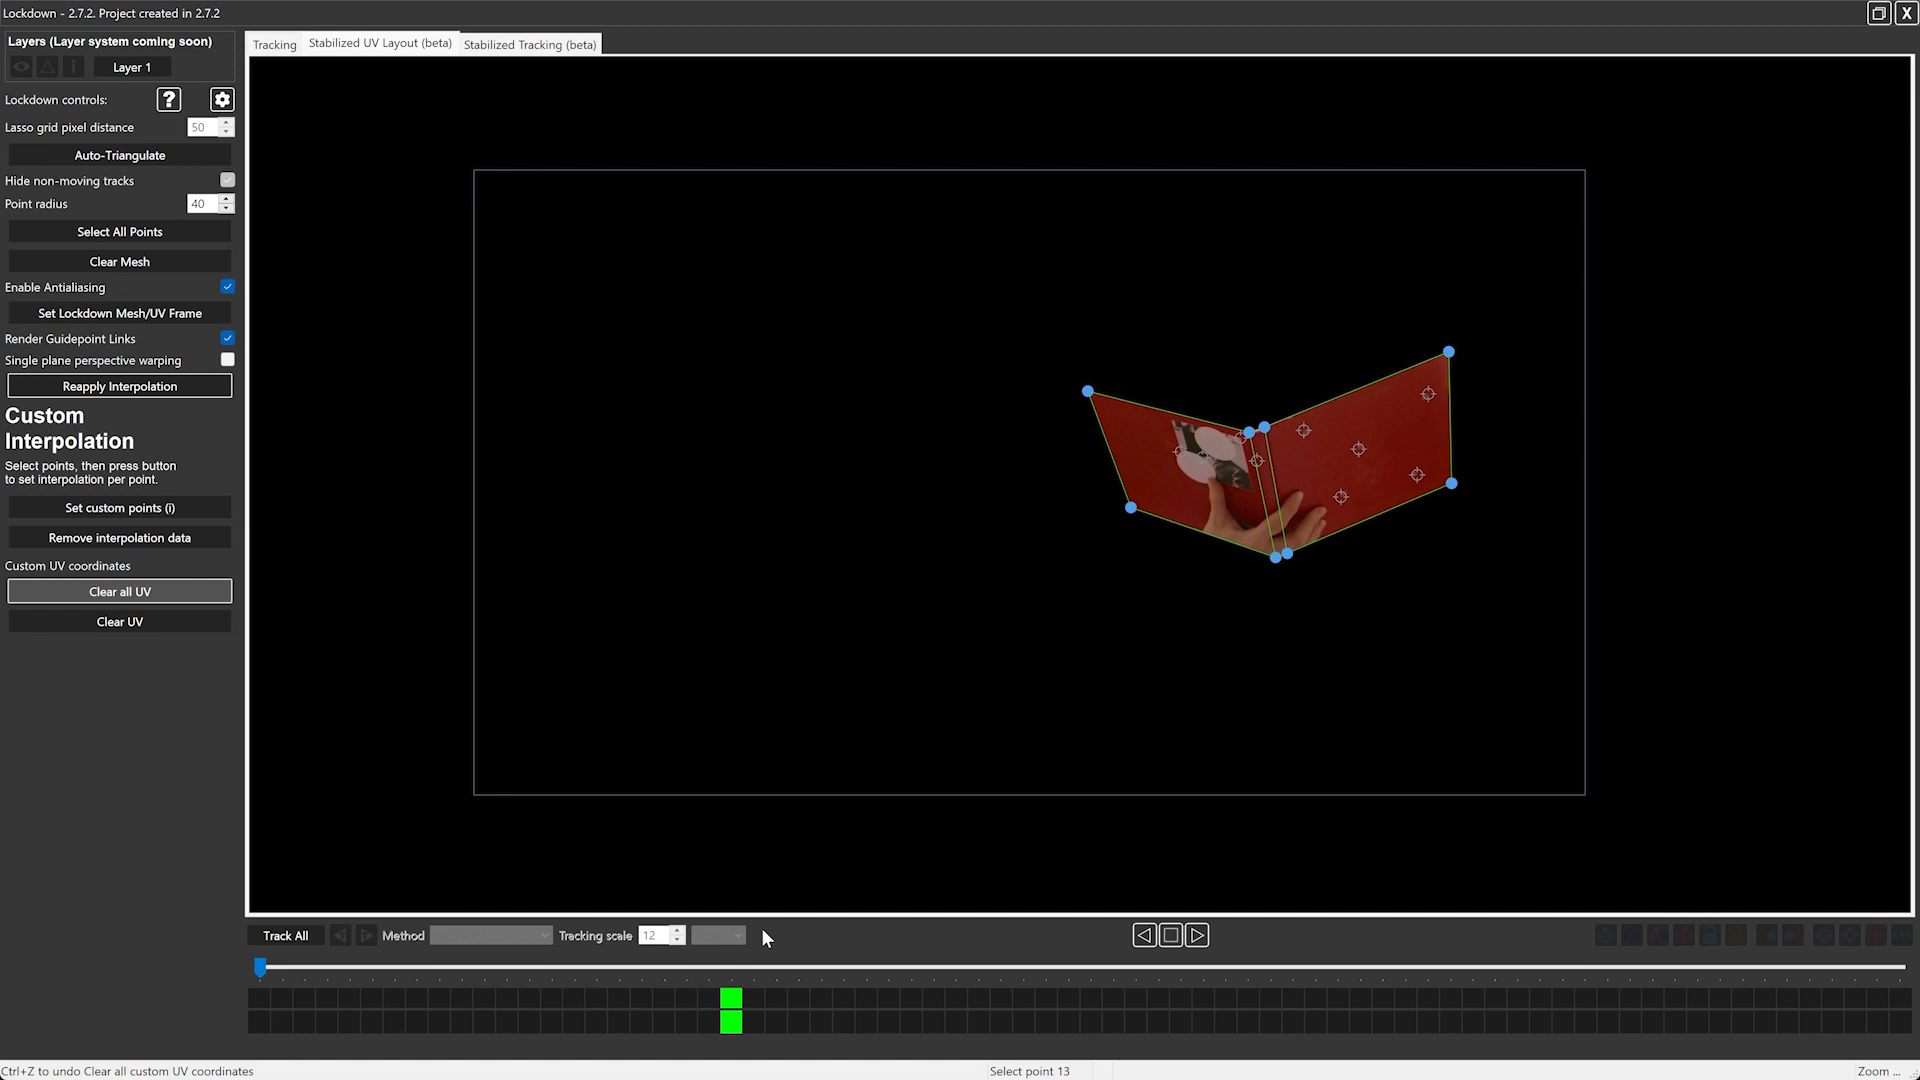 Lockdown - 2.7.2. Project created in 2.7.2
X
Layers (Layer system coming soon)
Layer 1
Tracking
Stabilized UV Layout (beta)
Stabilized Tracking (beta)
Lockdown controls:
?
Lasso grid pixel distance
50
Auto-Triangulate
Hide non-moving tracks
Point radius
40
Select All Points
Clear Mesh
Enable Antialiasing
Set Lockdown Mesh/UV Frame
Render Guidepoint Links
Single plane perspective warping
Reapply Interpolation
Custom
Interpolation
Select points, then press button
to set interpolation per point.
Set custom points (i)
Remove interpolation data
Custom UV coordinates
Clear all UV
Clear UV
Track All
Method
Tracking scale
12
Ctrl+Z to undo Clear all custom UV coordinates
Select point 13
Zoom ...